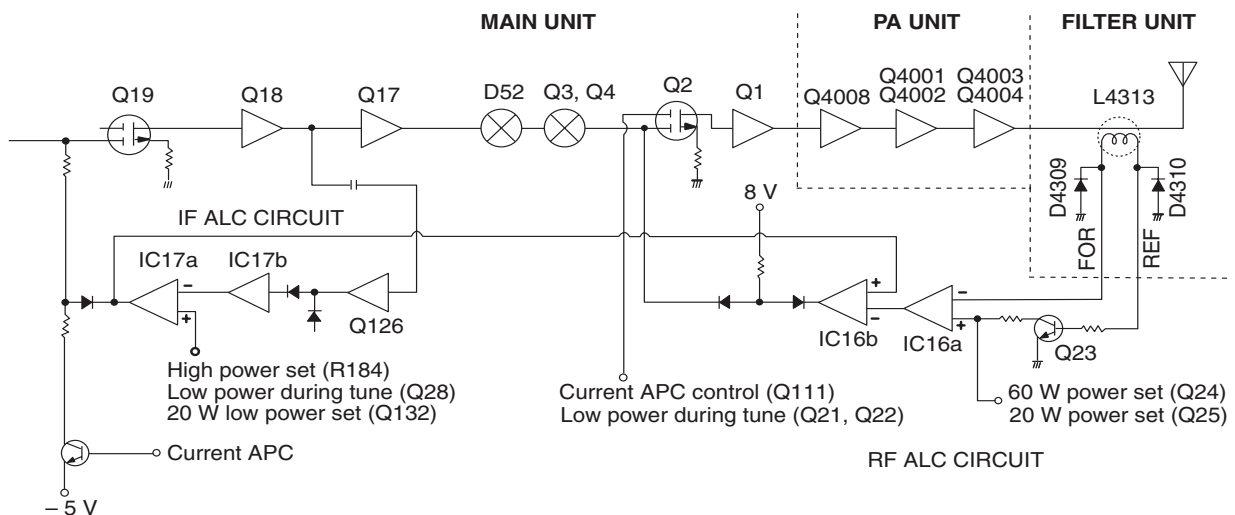 MAIN UNIT
PA UNIT
FILTER UNIT
Q19
Q18
Q17
D52
Q3, Q4
Q2
Q1
Q4008
Q4001
Q4002
Q4003
Q4004
L4313
D4309
D4310
FOR
REF
8 V
IF ALC CIRCUIT
IC17a
IC17b
Q126
–
+
+
–
IC16b
–
+
IC16a
Q23
High power set (R184)
Low power during tune (Q28)
20 W low power set (Q132)
Current APC control (Q111)
Low power during tune (Q21, Q22)
60 W power set (Q24)
20 W power set (Q25)
Current APC
RF ALC CIRCUIT
– 5 V